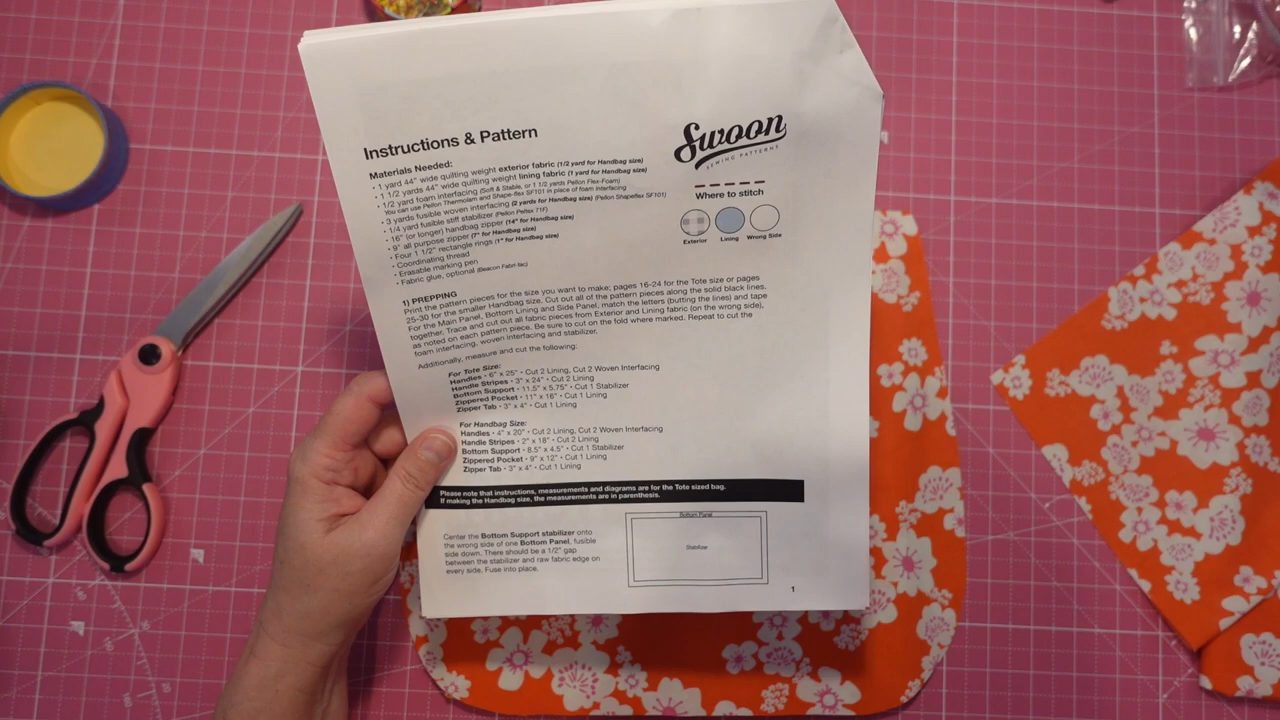 Instructions & Pattern
Swoon
SEWING PATTERNS
Materials Needed:
• 1 yard 44" wide quilting weight exterior fabric (1/2 yard for Handbag size)
• 1 1/2 yards 44" wide quilting weight lining fabric (1 yard for Handbag size)
• 1/2 yard foam interfacing (Soft & Stable, or 1 1/2 yards Pellon Flex-Foam)
You can use Pellon Thermolam and Shape-flex SF101 in place of foam interfacing
• 3 yards fusible woven interfacing (2 yards for Handbag size) (Pellon Shapeflex SF101)
• 1/4 yard fusible stiff stabilizer (Pellon Peltex 71F)
• 16" (or longer) handbag zipper (14" for Handbag size)
• 9" all purpose zipper (7" for Handbag size)
• Four 1 1/2" rectangle rings (1" for Handbag size)
• Coordinating thread
• Erasable marking pen
• Fabric glue, optional (Beacon Fabri-tac)
Where to stitch
Exterior
Lining
Wrong Side
1) PREPPING
Print the pattern pieces for the size you want to make; pages 16-24 for the Tote size or pages
25-30 for the smaller Handbag size. Cut out all of the pattern pieces along the solid black lines.
For the Main Panel, Bottom Lining and Side Panel, match the letters (butting the lines) and tape
together. Trace and cut out all fabric pieces from Exterior and Lining fabric (on the wrong side),
as noted on each pattern piece. Be sure to cut on the fold where marked. Repeat to cut the
foam interfacing, woven interfacing and stabilizer.
Additionally, measure and cut the following:
For Tote Size:
Handles • 6" x 25" • Cut 2 Lining, Cut 2 Woven Interfacing
Handle Stripes • 3" x 24" • Cut 2 Lining
Bottom Support • 11.5" x 5.75" • Cut 1 Stabilizer
Zippered Pocket • 11" x 16" • Cut 1 Lining
Zipper Tab • 3" x 4" • Cut 1 Lining
For Handbag Size:
Handles • 4" x 20" • Cut 2 Lining, Cut 2 Woven Interfacing
Handle Stripes • 2" x 18" • Cut 2 Lining
Bottom Support • 8.5" x 4.5" • Cut 1 Stabilizer
Zippered Pocket • 9" x 12" • Cut 1 Lining
Zipper Tab • 3" x 4" • Cut 1 Lining
Please note that instructions, measurements and diagrams are for the Tote sized bag.
If making the Handbag size, the measurements are in parenthesis.
Center the Bottom Support stabilizer onto
the wrong side of one Bottom Panel, fusible
side down. There should be a 1/2" gap
between the stabilizer and raw fabric edge on
every side. Fuse into place.
Bottom Panel
Stabilizer
1